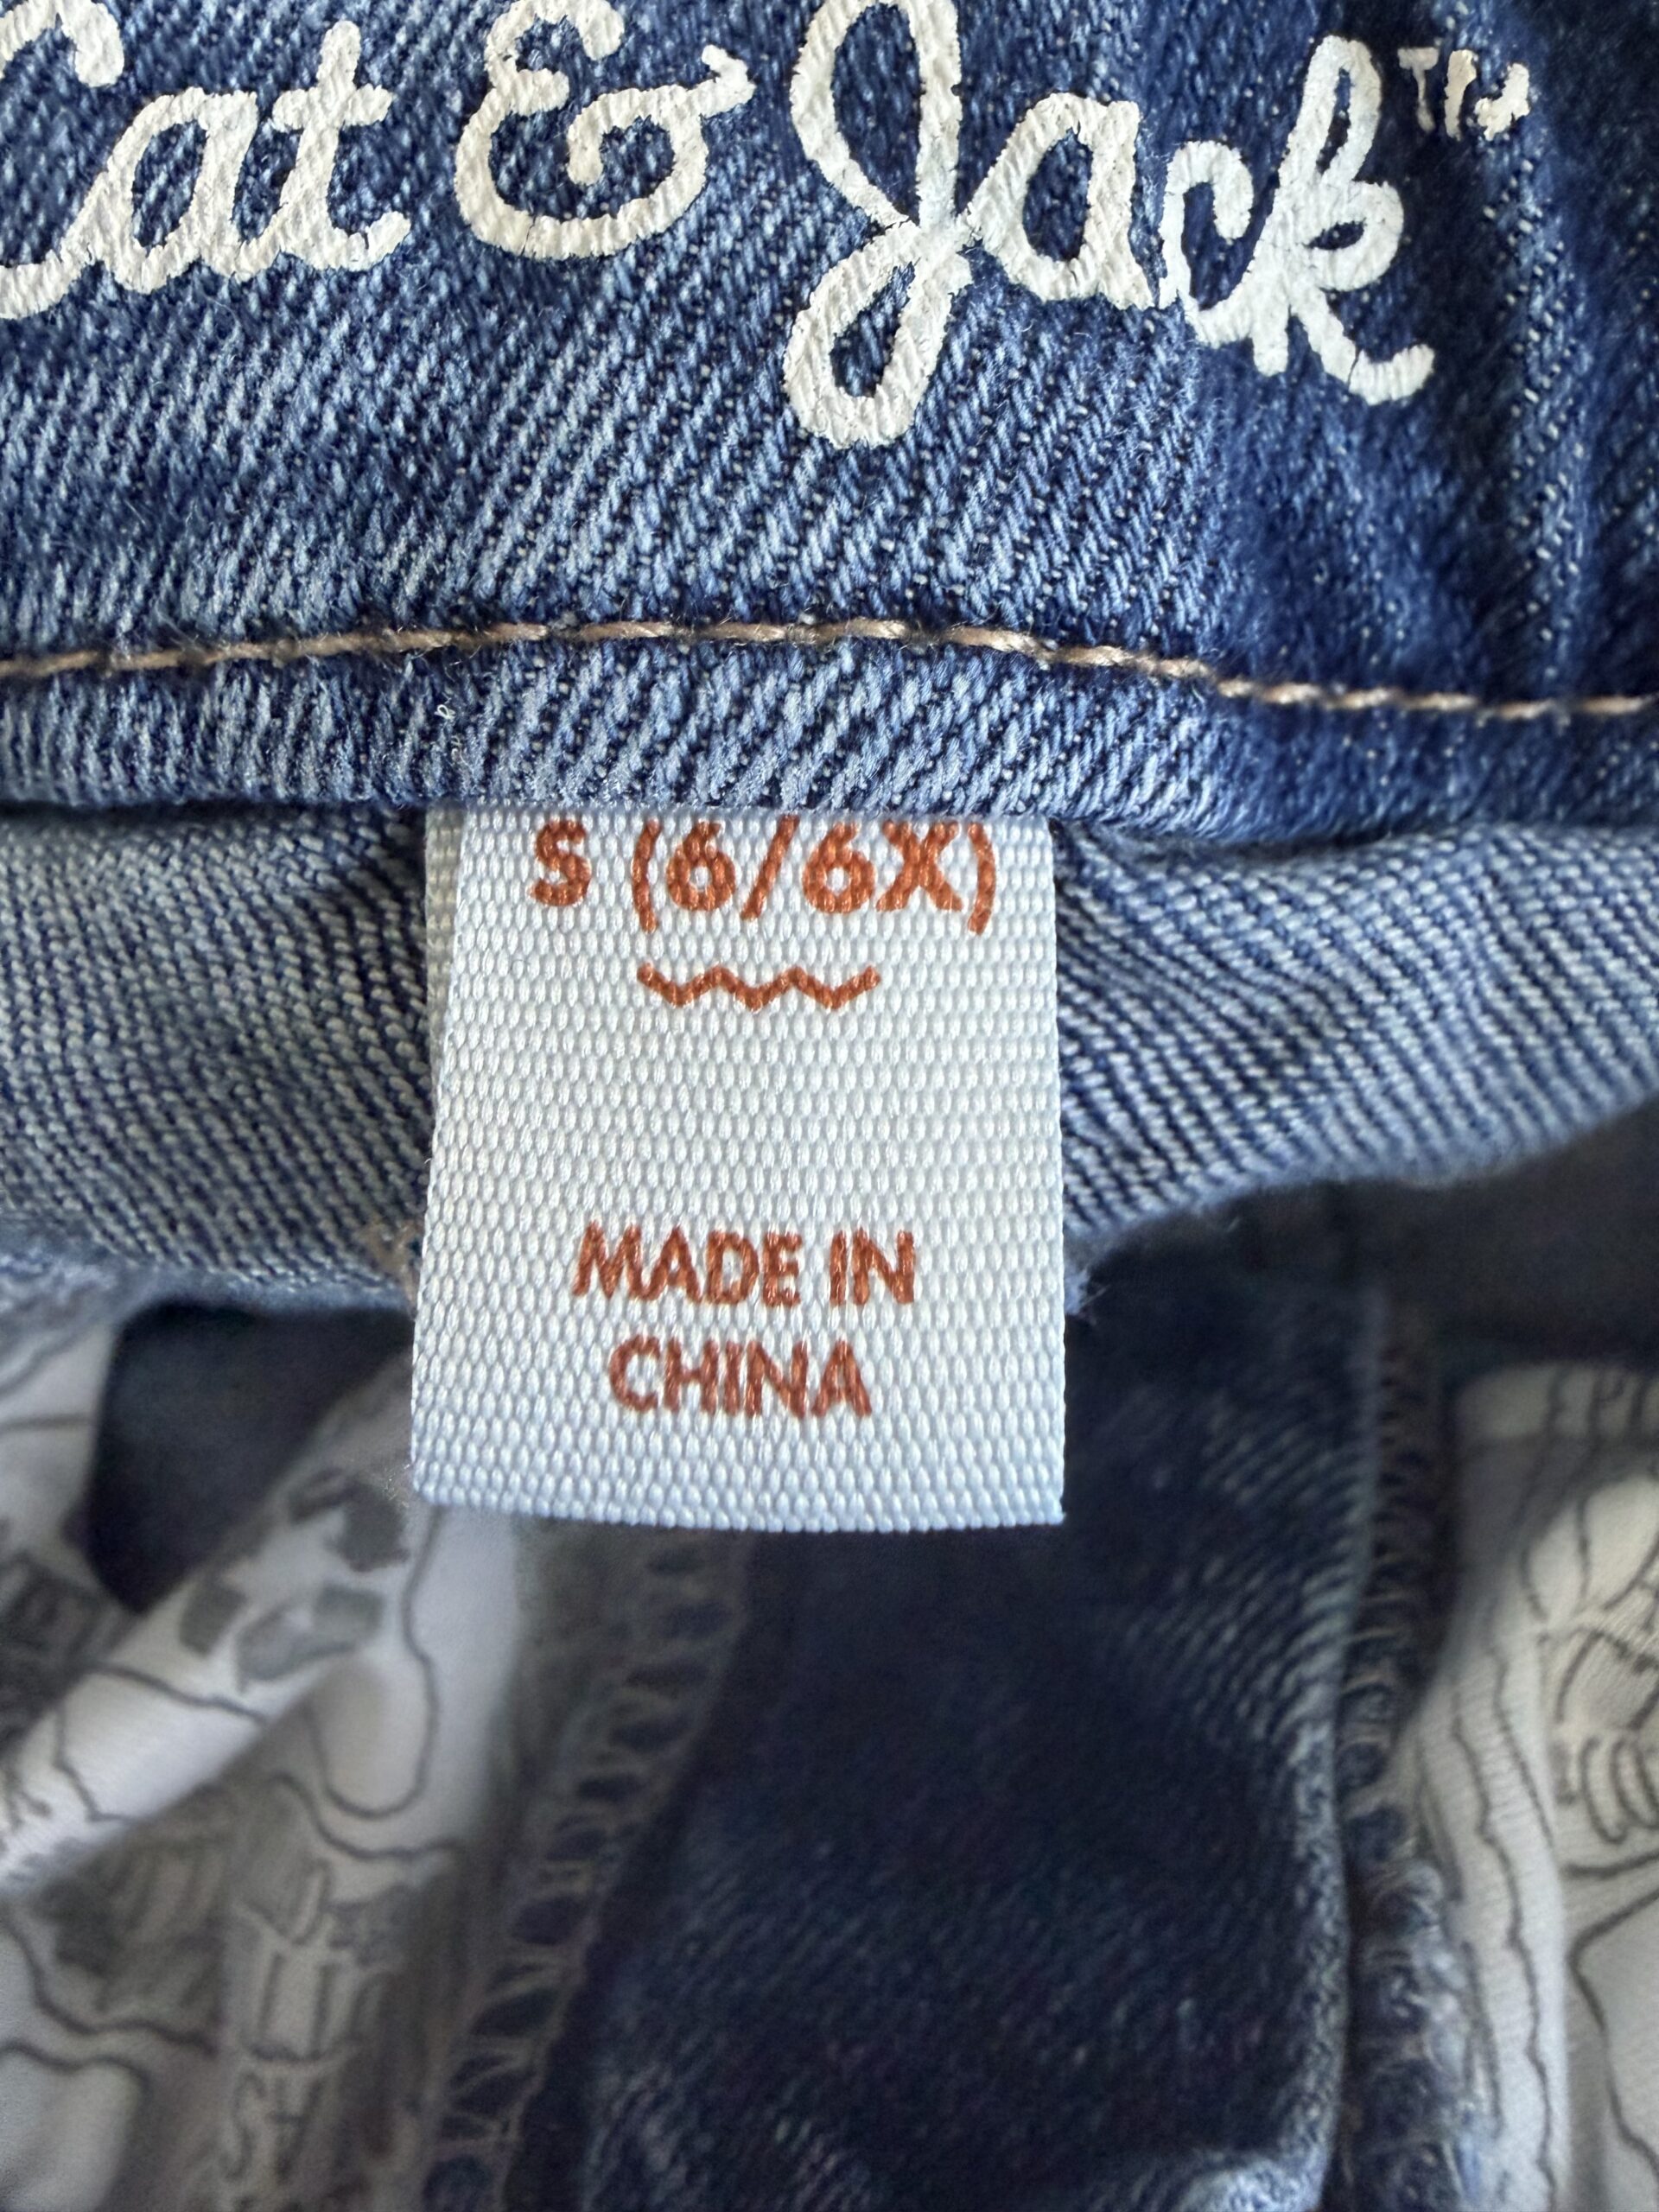 Cat & Jack™
S (6/6X)
MADE IN
CHINA